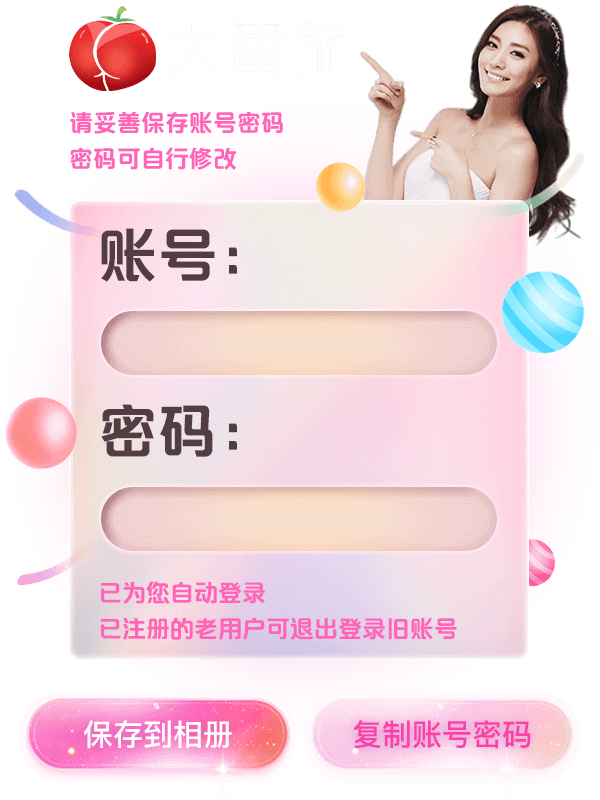 大番茄
请妥善保存账号密码
密码可自行修改
账号：
密码：
已为您自动登录
已注册的老用户可退出登录旧账号
保存到相册
复制账号密码